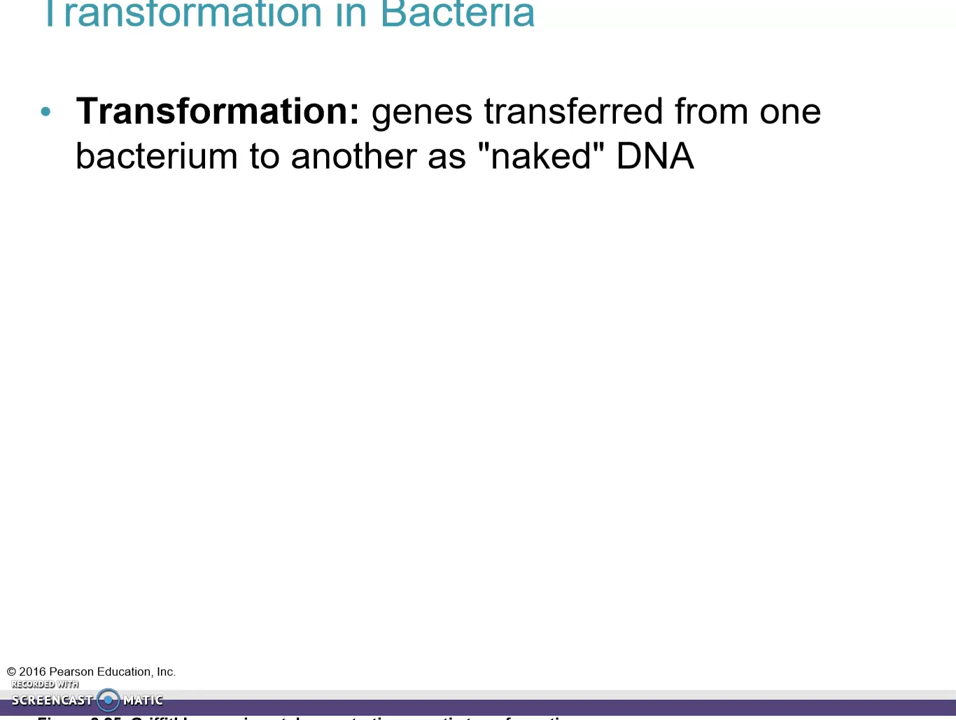 Transformation in Bacteria
• Transformation: genes transferred from one
bacterium to another as "naked" DNA
© 2016 Pearson Education, Inc.
RECORDED WITH
SCREENCAST MATIC